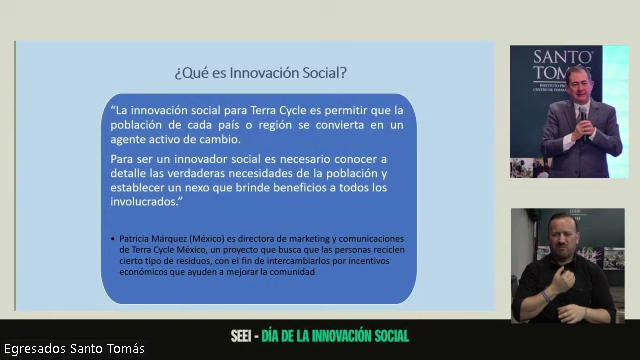 ¿Qué es Innovación Social?
“La innovación social para Terra Cycle es permitir que la
población de cada país o región se convierta en un
agente activo de cambio.
Para ser un innovador social es necesario conocer a
detalle las verdaderas necesidades de la población y
establecer un nexo que brinde beneficios a todos los
involucrados.”
• Patricia Márquez (México) es directora de marketing y comunicaciones
de Terra Cycle México, un proyecto que busca que las personas reciclen
cierto tipo de residuos, con el fin de intercambiarlos por incentivos
económicos que ayuden a mejorar la comunidad
SANTO
TOMÁS
SEEI - DÍA DE LA INNOVACIÓN SOCIAL
Egresados Santo Tomás